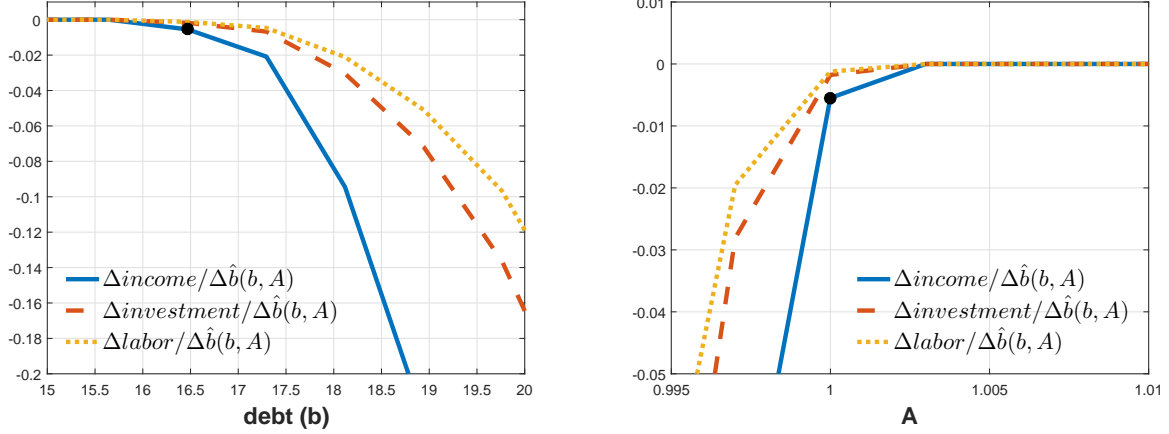 0
-0.02
-0.04
-0.06
-0.08
-0.1
-0.12
-0.14
-0.16
-0.18
-0.2
Δincome/Δb̂(b, A)
Δinvestment/Δb̂(b, A)
Δlabor/Δb̂(b, A)
15 15.5 16 16.5 17 17.5 18 18.5 19 19.5 20
debt (b)
0.01
0
-0.01
-0.02
-0.03
-0.04
-0.05
Δincome/Δb̂(b, A)
Δinvestment/Δb̂(b, A)
Δlabor/Δb̂(b, A)
0.995 1 1.005 1.01
A